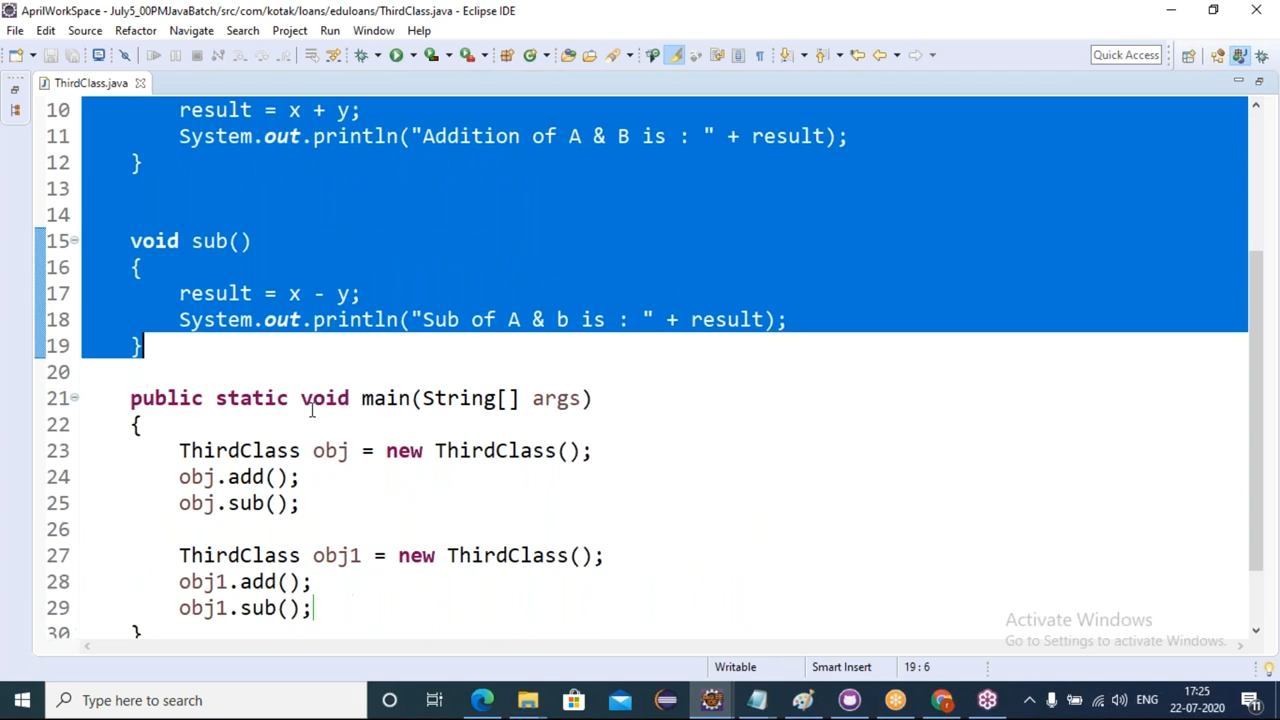 AprilWorkSpace - July5_00PMJavaBatch/src/com/kotak/loans/eduloans/ThirdClass.java - Eclipse IDE
File Edit Source Refactor Navigate Search Project Run Window Help
Quick Access
ThirdClass.java
10 result = x + y;
11 System.out.println("Addition of A & B is : " + result);
12 }
13
14
15 void sub()
16 {
17 result = x - y;
18 System.out.println("Sub of A & b is : " + result);
19 }
20
21 public static void main(String[] args)
22 {
23 ThirdClass obj = new ThirdClass();
24 obj.add();
25 obj.sub();
26
27 ThirdClass obj1 = new ThirdClass();
28 obj1.add();
29 obj1.sub();
30 }
Activate Windows
Go to Settings to activate Windows.
Writable Smart Insert 19 : 6
Type here to search
ENG
17:25
22-07-2020
11